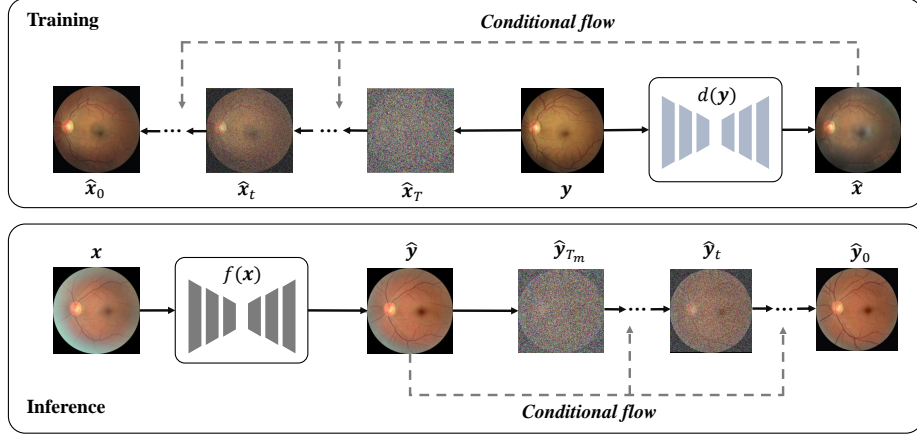 Training
Conditional flow
d(y)
x̂₀
...
x̂ₜ
...
x̂_T
y
x̂
x
f(x)
ŷ
ŷ_{T_m}
...
ŷₜ
...
ŷ₀
Inference
Conditional flow